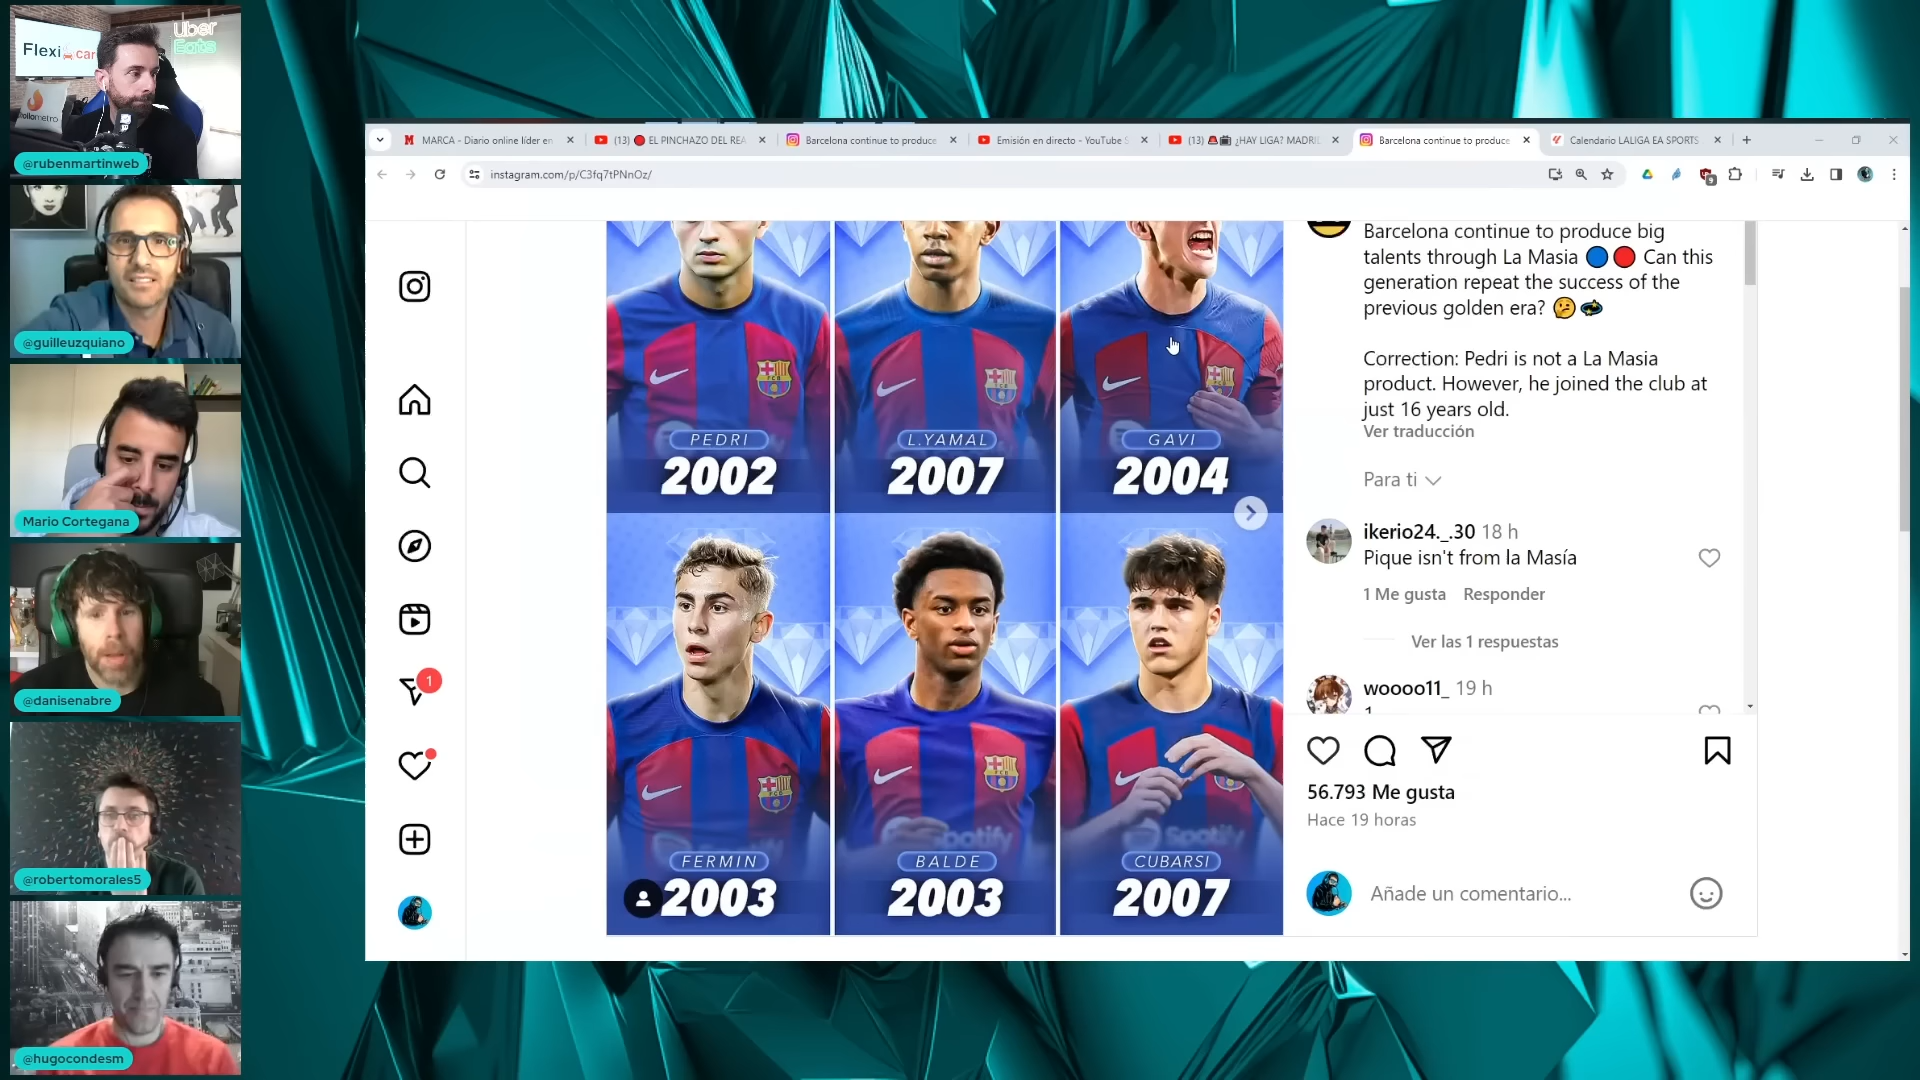 Flexicar
Uber
Eats
@rubenmartinweb
@guilleuzquiano
Mario Cortegana
@danisenabre
@robertomorales5
@hugocondesm
MARCA - Diario online líder en
(13) 🔴 EL PINCHAZO DEL REA
Barcelona continue to produce
Emisión en directo - YouTube S
(13) 🚨📺 ¿HAY LIGA? MADRI
Barcelona continue to produce
Calendario LALIGA EA SPORTS
instagram.com/p/C3fq7tPNnOz/
9
1
PEDRI
2002
L.YAMAL
2007
GAVI
2004
FERMIN
2003
BALDE
2003
CUBARSI
2007
Spotify
Barcelona continue to produce big
talents through La Masia 🔵🔴 Can this
generation repeat the success of the
previous golden era? 🤔💫
Correction: Pedri is not a La Masia
product. However, he joined the club at
just 16 years old.
Ver traducción
Para ti
ikerio24._.30 18 h
Pique isn't from la Masía
1 Me gusta Responder
Ver las 1 respuestas
woooo11_ 19 h
56.793 Me gusta
Hace 19 horas
Añade un comentario...